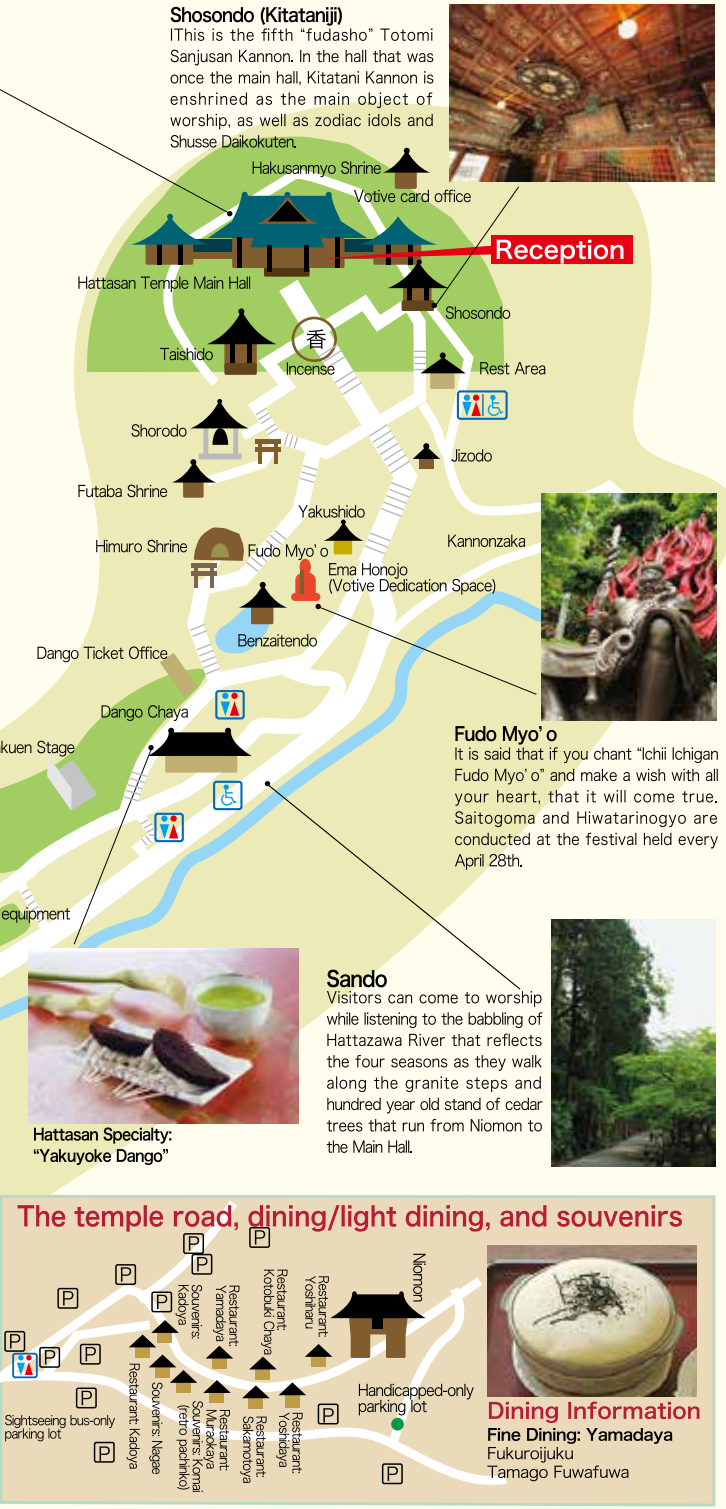 Shosondo (Kitataniji)
IThis is the fifth “fudasho” Totomi
Sanjusan Kannon. In the hall that was
once the main hall, Kitatani Kannon is
enshrined as the main object of
worship, as well as zodiac idols and
Shusse Daikokuten.
Hakusanmyo Shrine
Votive card office
Reception
Hattasan Temple Main Hall
Shosondo
香
Taishido
Incense
Rest Area
Shorodo
Jizodo
Futaba Shrine
Yakushido
Himuro Shrine
Fudo Myo’ o
Kannonzaka
Ema Honojo
(Votive Dedication Space)
Benzaitendo
Dango Ticket Office
Dango Chaya
kuen Stage
Fudo Myo’ o
It is said that if you chant “Ichii Ichigan
Fudo Myo’ o” and make a wish with all
your heart, that it will come true.
Saitogoma and Hiwatarinogyo are
conducted at the festival held every
April 28th.
equipment
Sando
Visitors can come to worship
while listening to the babbling of
Hattazawa River that reflects
the four seasons as they walk
along the granite steps and
hundred year old stand of cedar
trees that run from Niomon to
the Main Hall.
Hattasan Specialty:
“Yakuyoke Dango”
The temple road, dining/light dining, and souvenirs
P
P
P
P
P
P
P
P
P
P
P
P
P
Souvenirs:
Kadoya
Restaurant:
Yamadaya
Restaurant:
Kotobuki Chaya
Restaurant:
Yoshiharu
Niomon
Restaurant: Kadoya
Souvenirs: Nagae
Souvenirs: Komai
(retro pachinko)
Restaurant:
Muraokaya
Restaurant:
Sakamotoya
Restaurant:
Yoshidaya
Handicapped-only
parking lot
Sightseeing bus-only
parking lot
Dining Information
Fine Dining: Yamadaya
Fukuroijuku
Tamago Fuwafuwa